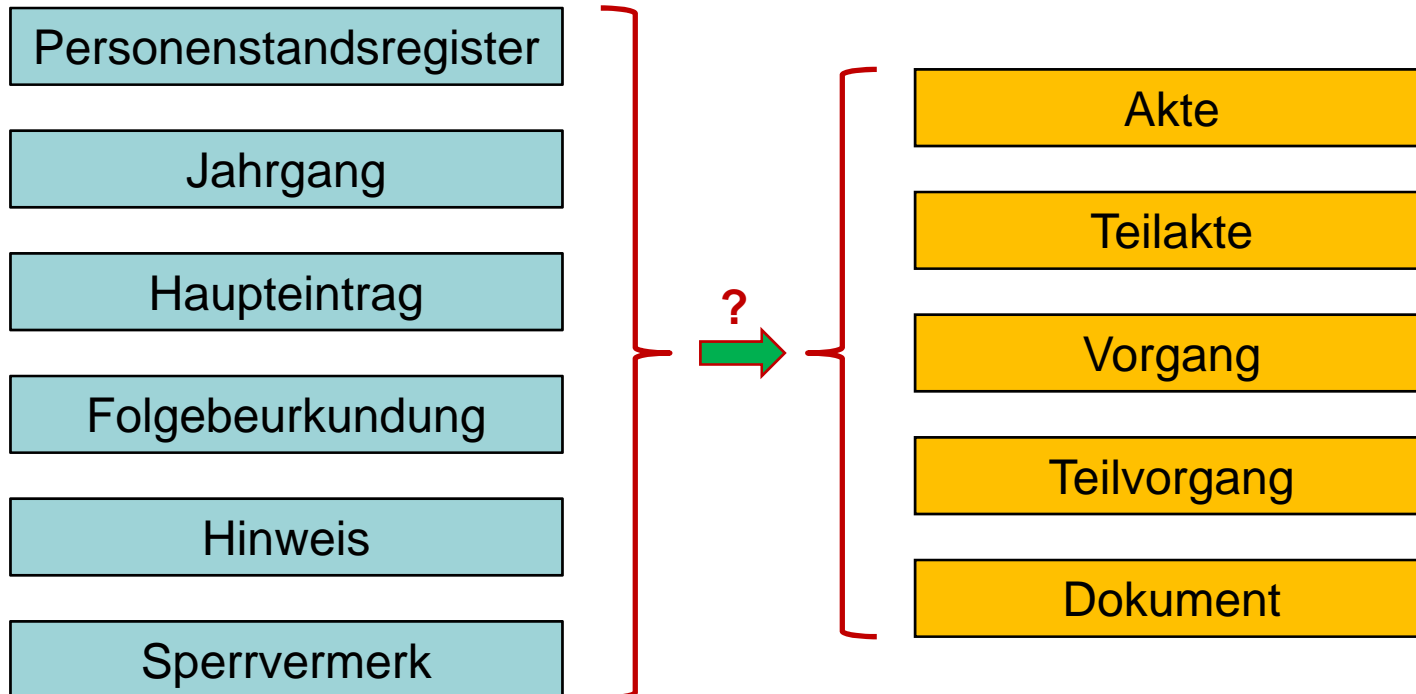 Personenstandsregister
Jahrgang
Haupteintrag
Folgebeurkundung
Hinweis
Sperrvermerk
?
Akte
Teilakte
Vorgang
Teilvorgang
Dokument